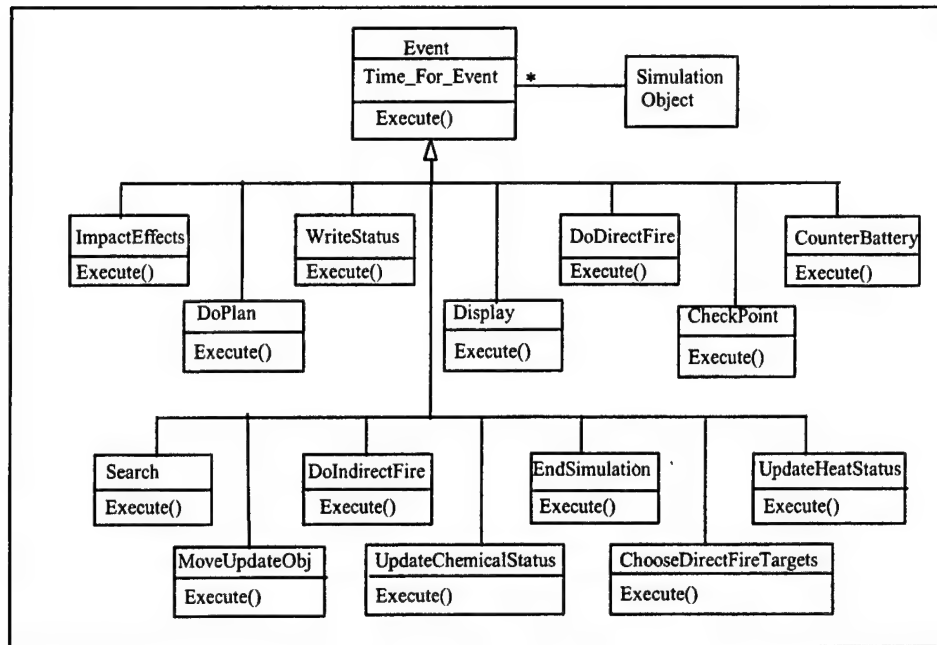 Event
Time_For_Event
Execute()
*
Simulation
Object
ImpactEffects
Execute()
WriteStatus
Execute()
DoDirectFire
Execute()
CounterBattery
Execute()
DoPlan
Execute()
Display
Execute()
CheckPoint
Execute()
Search
Execute()
DoIndirectFire
Execute()
EndSimulation
Execute()
UpdateHeatStatus
Execute()
MoveUpdateObj
Execute()
UpdateChemicalStatus
Execute()
ChooseDirectFireTargets
Execute()